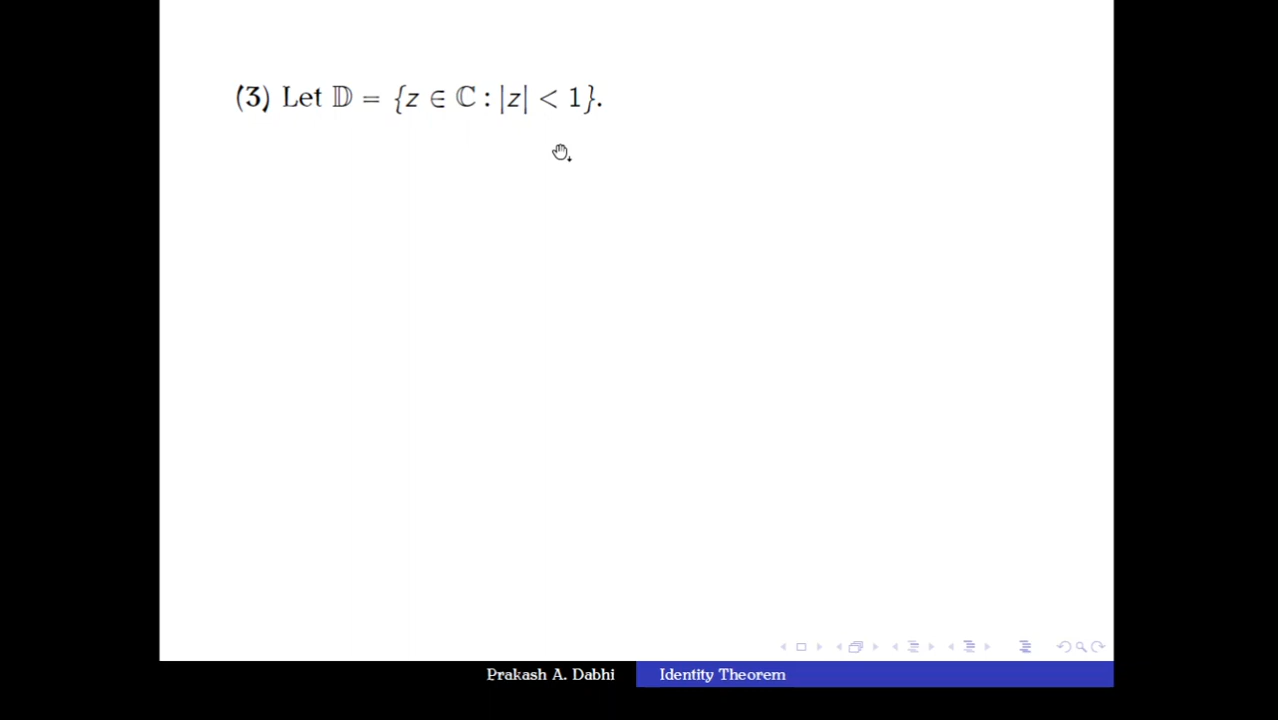 (3) Let 𝔻 = {z ∈ ℂ : |z| < 1}.
Prakash A. Dabhi
Identity Theorem